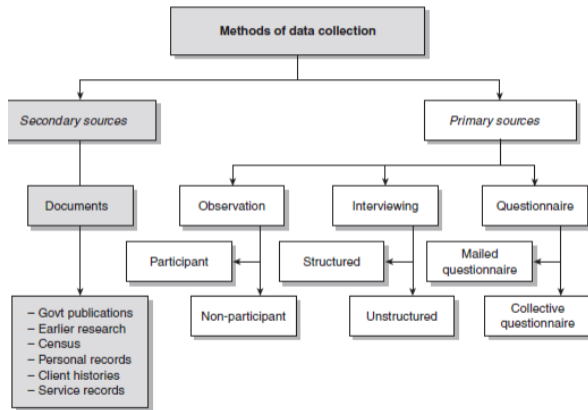 Methods of data collection
Secondary sources
Primary sources
Documents
Observation
Interviewing
Questionnaire
Participant
Structured
Mailed
questionnaire
– Govt publications
– Earlier research
– Census
– Personal records
– Client histories
– Service records
Non-participant
Unstructured
Collective
questionnaire